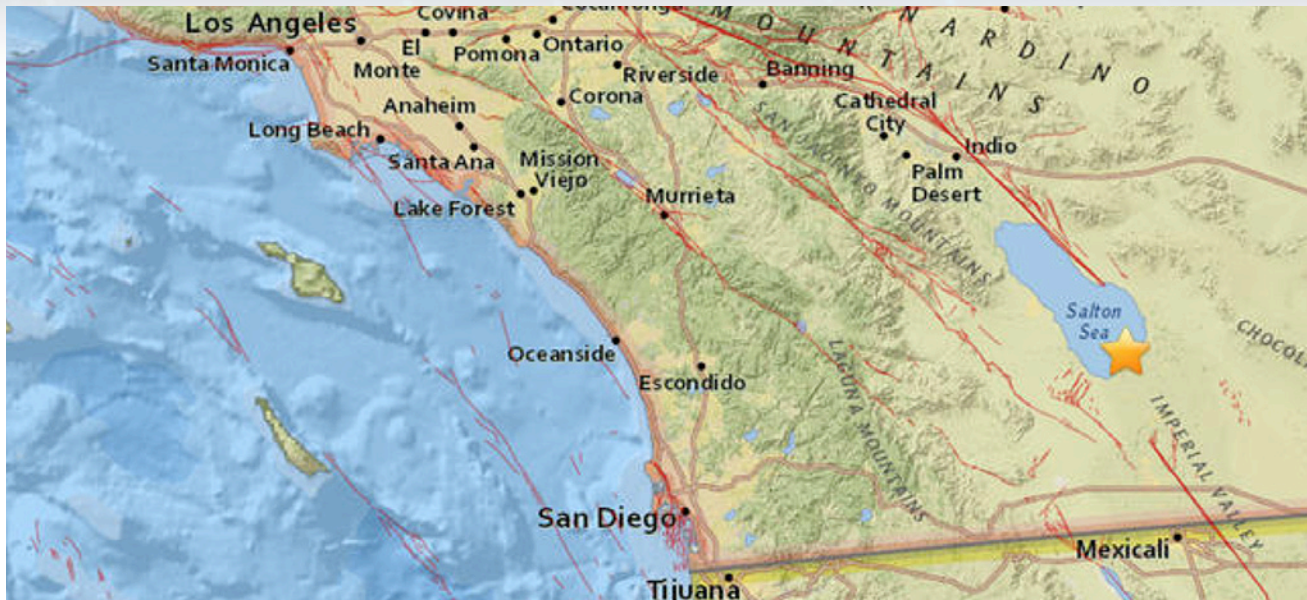 Los Angeles
Covina
El
Monte
Pomona
Ontario
Santa Monica
Riverside
Banning
MOUNTAINS
NARDINO
Anaheim
Corona
Cathedral
City
Long Beach
Santa Ana
Mission
Viejo
Indio
Palm
Desert
SAN JACINTO MOUNTAINS
Lake Forest
Murrieta
Salton
Sea
CHOCOL
Oceanside
Escondido
LAGUNA MOUNTAINS
IMPERIAL VALLEY
San Diego
Mexicali
Tijuana